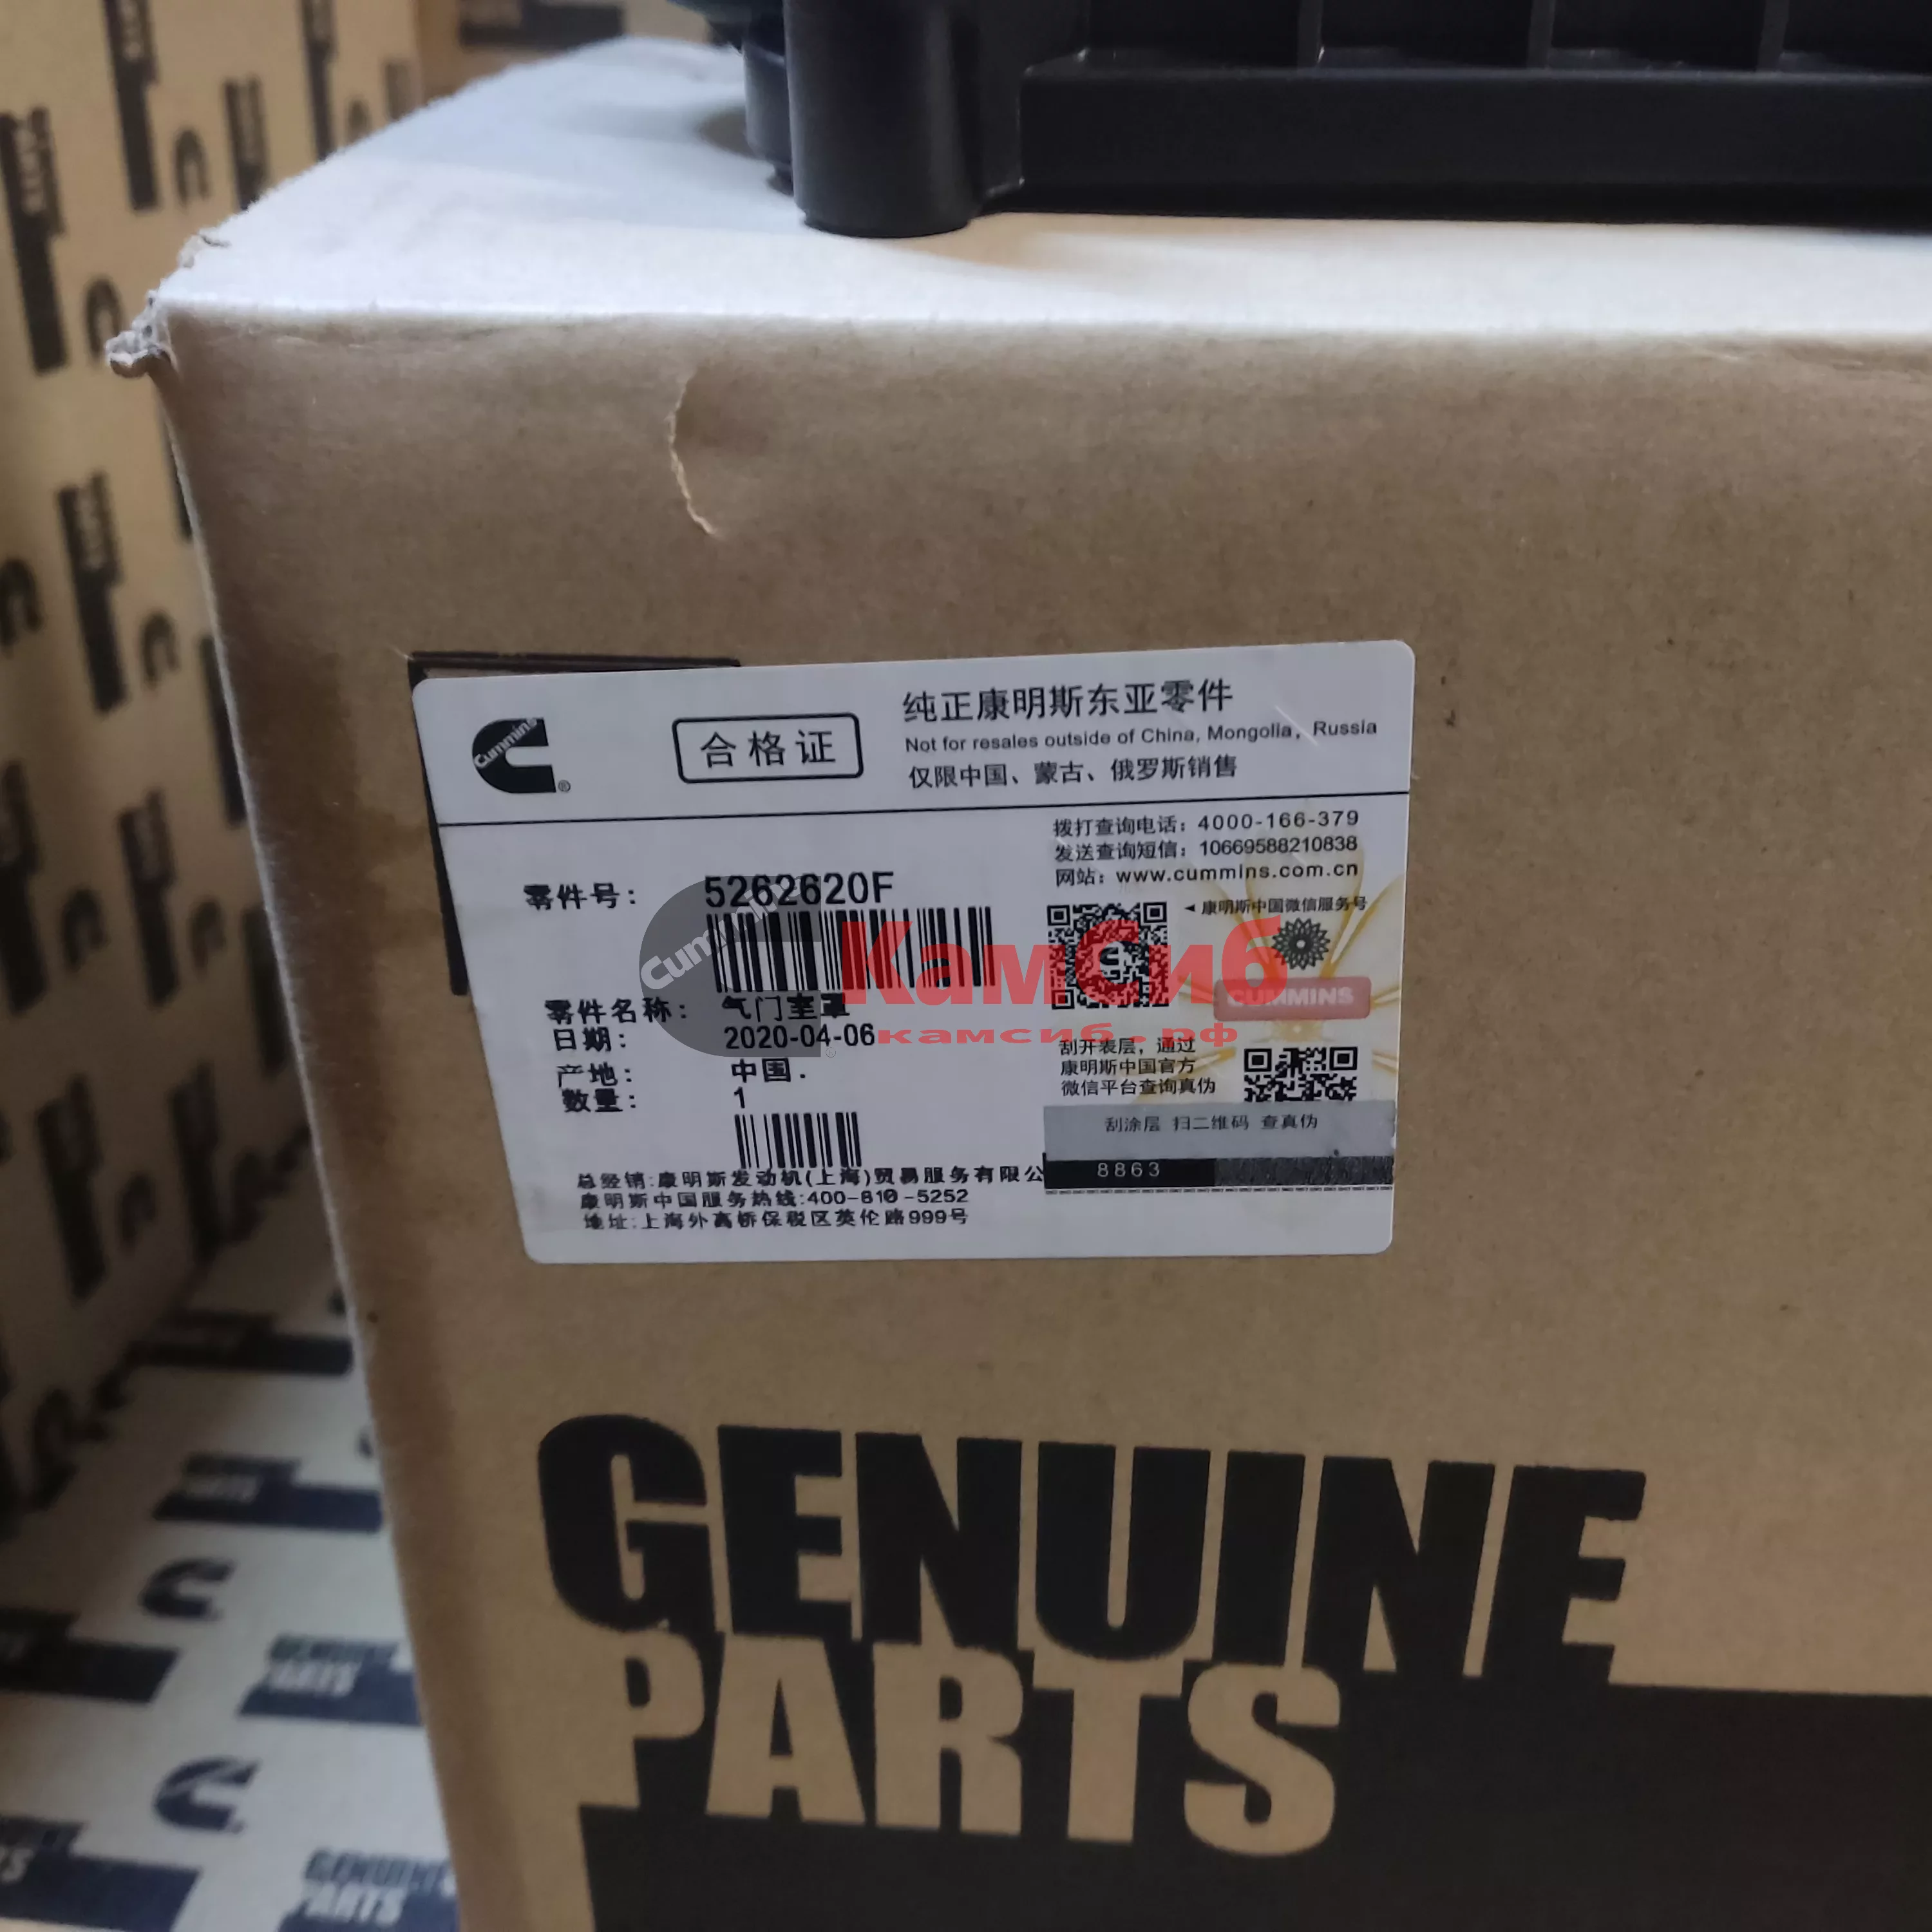 Cummins
®
合格证
纯正康明斯东亚零件
Not for resales outside of China, Mongolia, Russia
仅限中国、蒙古、俄罗斯销售
拨打查询电话：4000-166-379
发送查询短信：10669588210838
网站：www.cummins.com.cn
零件号： 5262620F
◄ 康明斯中国微信服务号
Cummins
КамСиб
CUMMINS
零件名称： 气门室罩
камсиб.рф
日期： 2020-04-06
产地： 中国.
数量： 1
刮开表层，通过
康明斯中国官方
微信平台查询真伪
刮涂层 扫二维码 查真伪
8863
总经销:康明斯发动机(上海)贸易服务有限公
康明斯中国服务热线:400-810-5252
地址:上海外高桥保税区英伦路999号
GENUINE
PARTS
GENUINE
PARTS
GENUINE
PARTS
PARTS